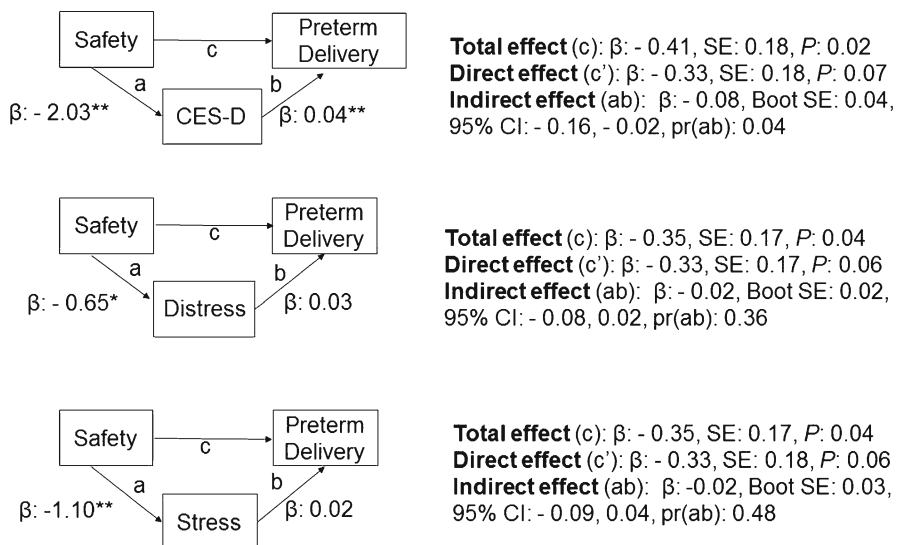 Safety
c
Preterm
Delivery
a
b
β: - 2.03**
CES-D
β: 0.04**
Total effect (c): β: - 0.41, SE: 0.18, P: 0.02
Direct effect (c’): β: - 0.33, SE: 0.18, P: 0.07
Indirect effect (ab): β: - 0.08, Boot SE: 0.04,
95% CI: - 0.16, - 0.02, pr(ab): 0.04
Safety
c
Preterm
Delivery
a
b
β: - 0.65*
Distress
β: 0.03
Total effect (c): β: - 0.35, SE: 0.17, P: 0.04
Direct effect (c’): β: - 0.33, SE: 0.17, P: 0.06
Indirect effect (ab): β: - 0.02, Boot SE: 0.02,
95% CI: - 0.08, 0.02, pr(ab): 0.36
Safety
c
Preterm
Delivery
a
b
β: -1.10**
Stress
β: 0.02
Total effect (c): β: - 0.35, SE: 0.17, P: 0.04
Direct effect (c’): β: - 0.33, SE: 0.18, P: 0.06
Indirect effect (ab): β: -0.02, Boot SE: 0.03,
95% CI: - 0.09, 0.04, pr(ab): 0.48